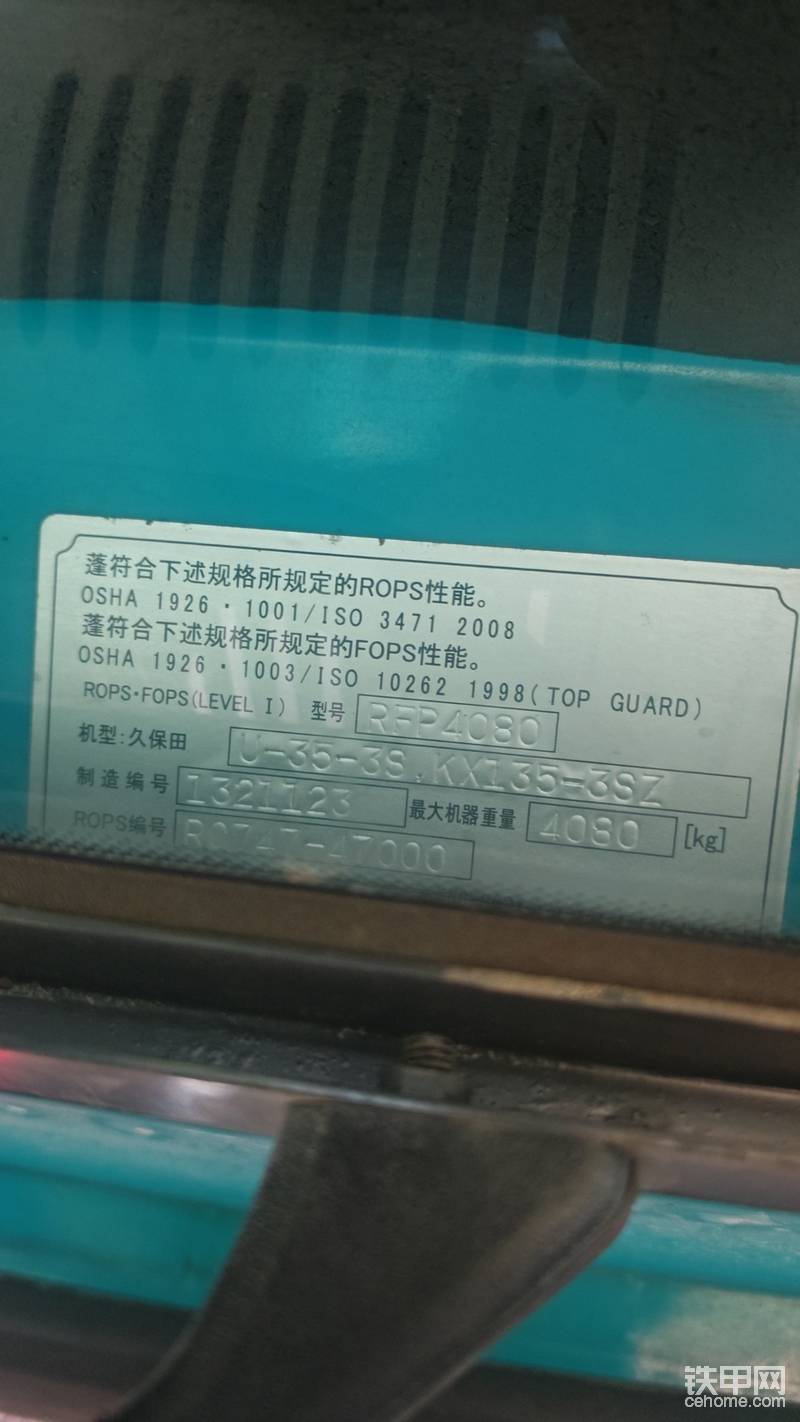 蓬符合下述规格所规定的ROPS性能。
OSHA 1926・1001/ISO 3471 2008
蓬符合下述规格所规定的FOPS性能。
OSHA 1926・1003/ISO 10262 1998(TOP GUARD)
ROPS・FOPS(LEVEL I) 型号 RFP4080
机型:久保田 U-35-3S,KX135-3SZ
制造编号 1321123 最大机器重量 4080 [kg]
ROPS编号
铁甲网
cehome.com